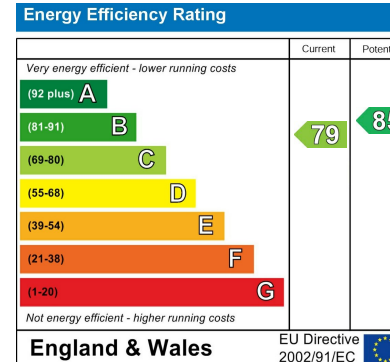 Energy Efficiency Rating
Current Potent
Very energy efficient - lower running costs
(92 plus) A
(81-91) B
(69-80) C
(55-68) D
(39-54) E
(21-38) F
(1-20) G
79
85
Not energy efficient - higher running costs
England & Wales
EU Directive
2002/91/EC